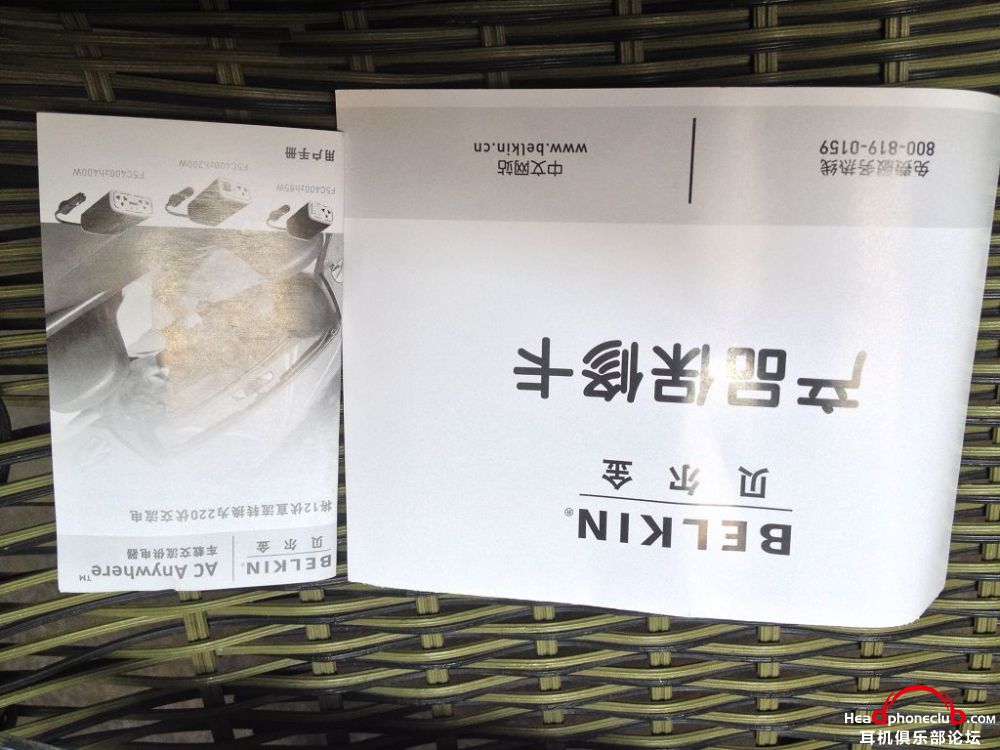 BELKIN®
贝尔金
AC Anywhere™
车载交流供电器
将12伏直流转换为220伏交流电
F5C400zh85W
F5C400zh200W
F5C400zh400W
用户手册
BELKIN®
贝尔金
产品保修卡
免费服务热线
800-819-0159
中文网站
www.belkin.cn
Headphoneclub.com
耳机俱乐部论坛